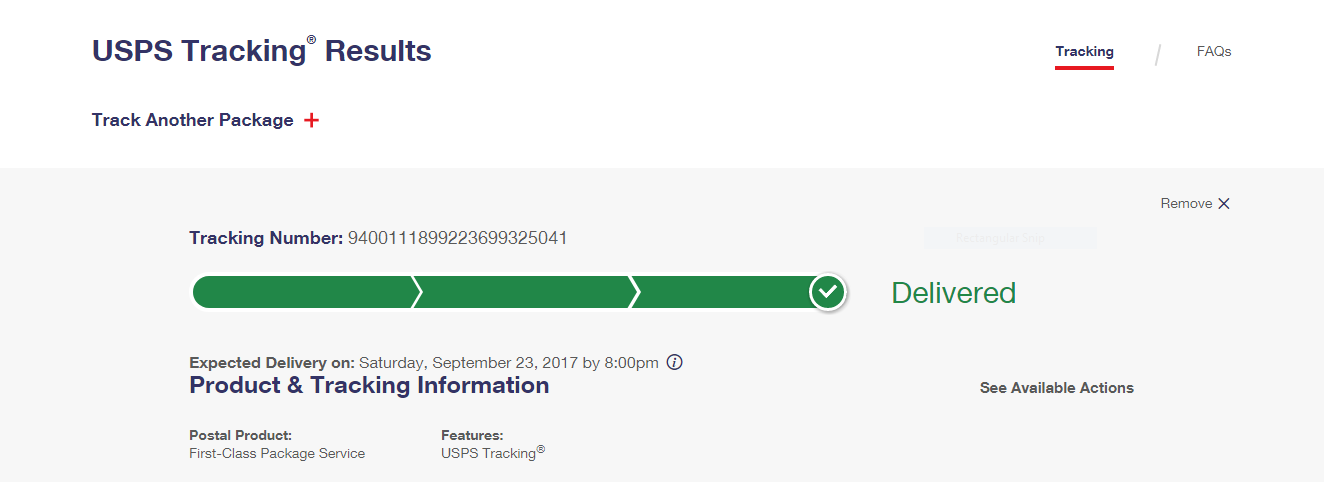 USPS Tracking® Results
Tracking / FAQs
Track Another Package +
Remove X
Tracking Number: 9400111899223699325041
Rectangular Snip
Delivered
Expected Delivery on: Saturday, September 23, 2017 by 8:00pm
Product & Tracking Information
See Available Actions
Postal Product:
First-Class Package Service
Features:
USPS Tracking®